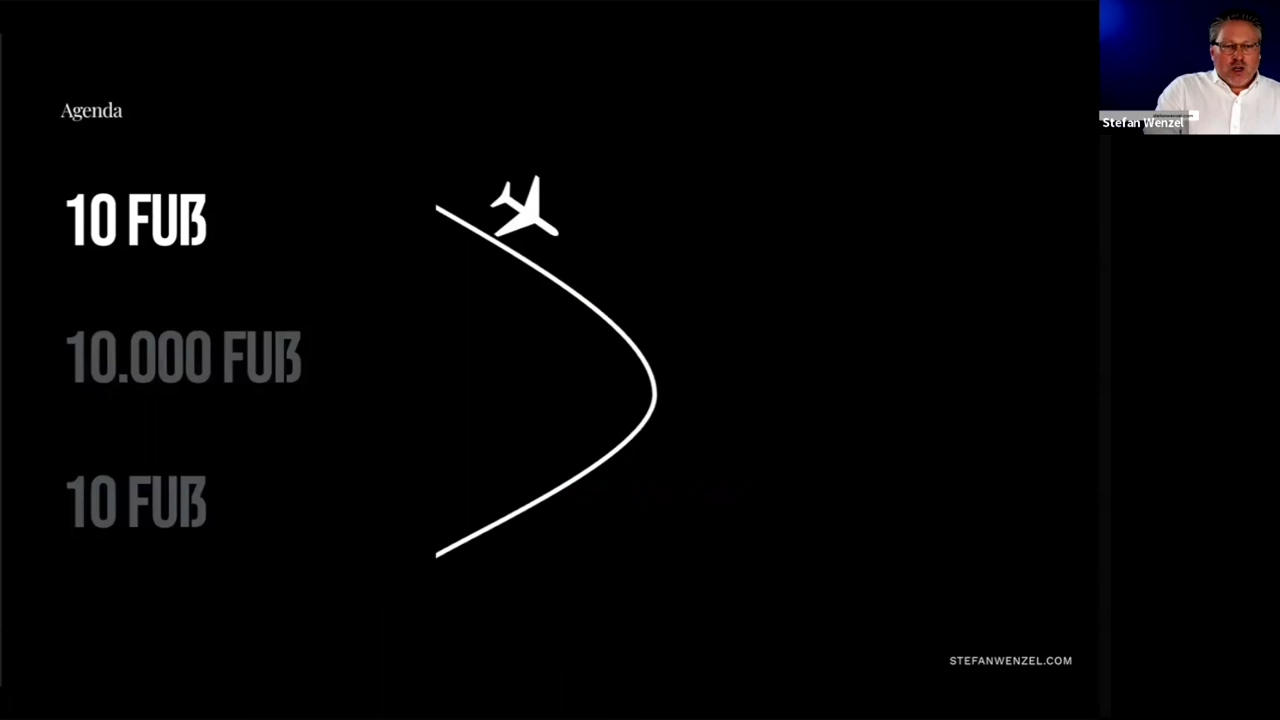 Agenda
10 FUß
10.000 FUß
10 FUß
STEFANWENZEL.COM
Stefan Wenzel